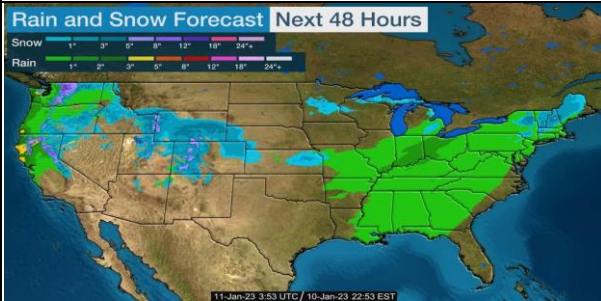 Rain and Snow Forecast Next 48 Hours
Snow 1" 3" 5" 8" 12" 18" 24"+
Rain 1" 2" 3" 5" 8" 12" 18" 24"+
11-Jan-23 3:53 UTC / 10-Jan-23 22:53 EST